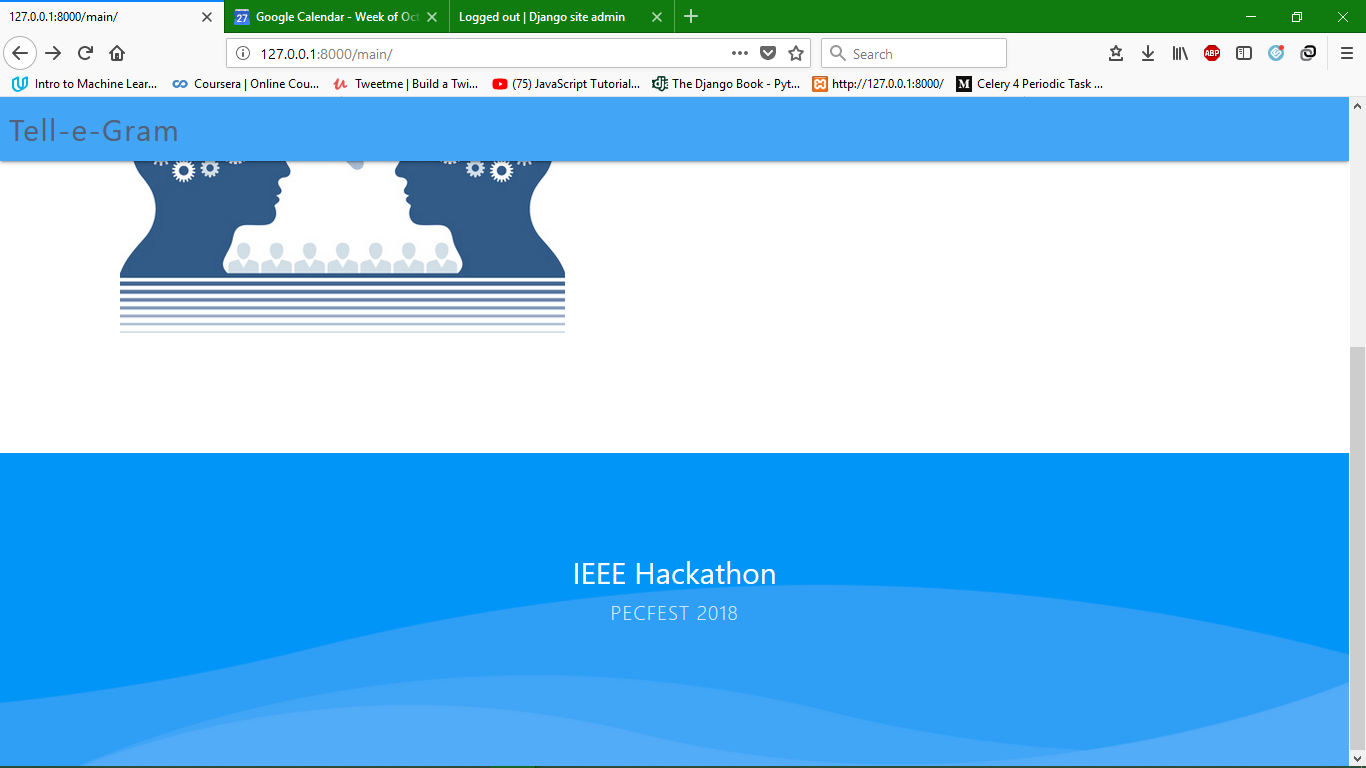 127.0.0.1:8000/main/
Google Calendar - Week of Oct
Logged out | Django site admin
127.0.0.1:8000/main/
Search
Intro to Machine Lear...
Coursera | Online Cou...
Tweetme | Build a Twi...
(75) JavaScript Tutorial...
The Django Book - Pyt...
http://127.0.0.1:8000/
Celery 4 Periodic Task ...
Tell-e-Gram
IEEE Hackathon
PECFEST 2018
27
ABP
M